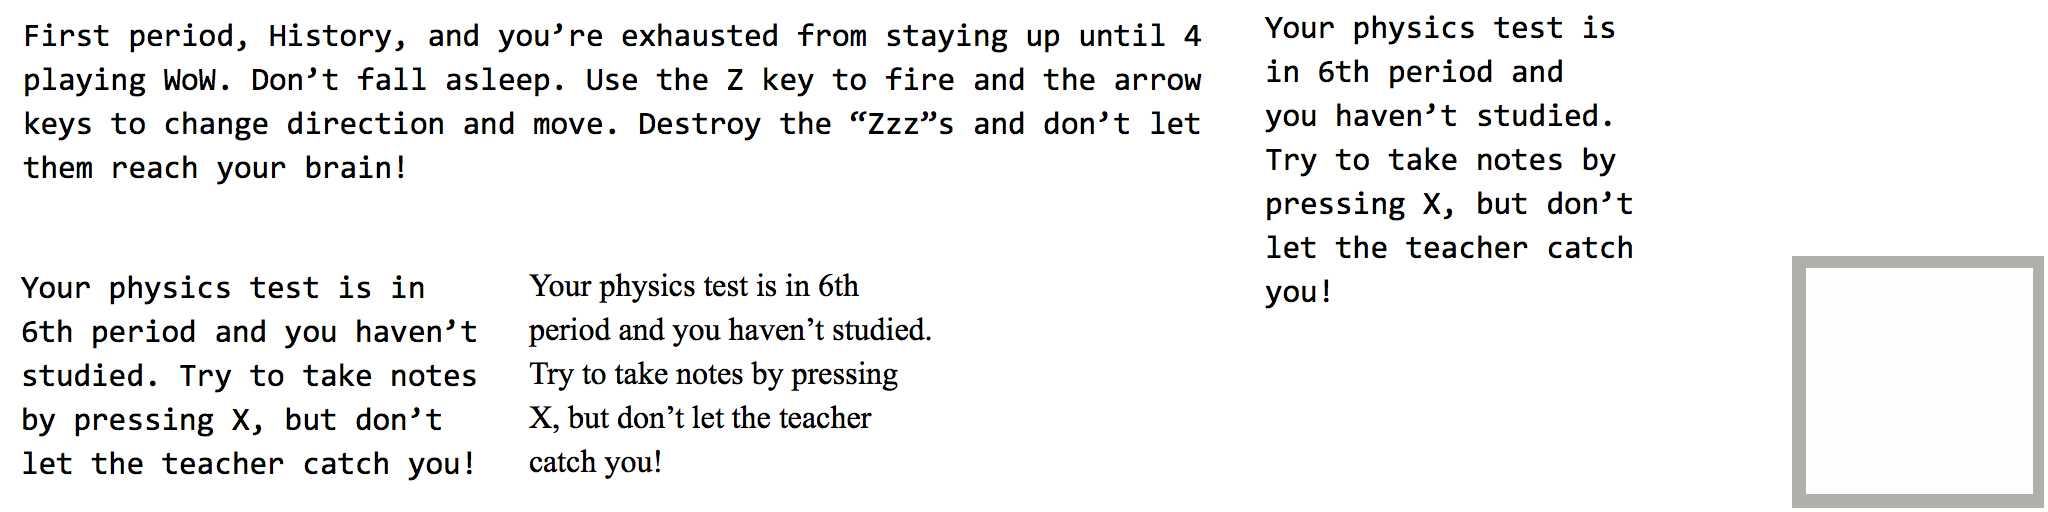 First period, History, and you’re exhausted from staying up until 4
playing WoW. Don’t fall asleep. Use the Z key to fire and the arrow
keys to change direction and move. Destroy the “Zzz”s and don’t let
them reach your brain!
Your physics test is
in 6th period and
you haven’t studied.
Try to take notes by
pressing X, but don’t
let the teacher catch
you!
Your physics test is in
6th period and you haven’t
studied. Try to take notes
by pressing X, but don’t
let the teacher catch you!
Your physics test is in 6th
period and you haven’t studied.
Try to take notes by pressing
X, but don’t let the teacher
catch you!